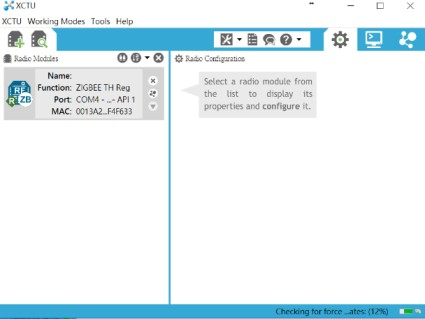 XCTU
XCTU Working Modes Tools Help
Radio Modules
Radio Configuration
Name:
Function: ZIGBEE TH Reg
Port: COM4 - ...- API 1
MAC: 0013A2...F4F633
Select a radio module from
the list to display its
properties and configure it.
Checking for force ...ates: (12%)